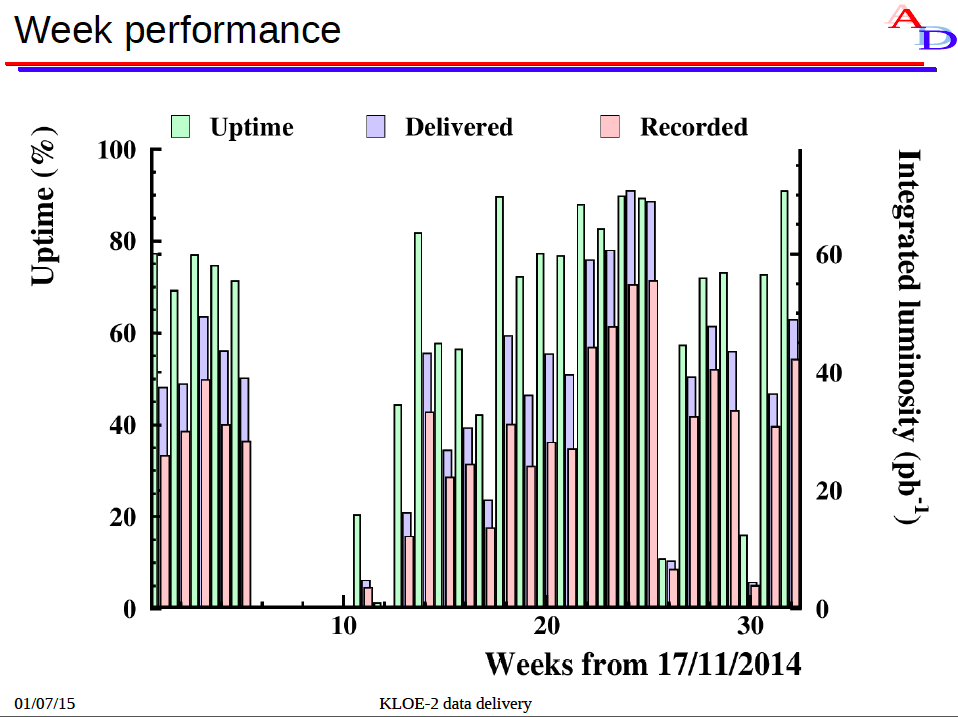 Week performance
A
D
Uptime
Delivered
Recorded
Uptime (%)
100
80
60
40
20
0
10
20
30
60
40
20
0
Integrated luminosity (pb⁻¹)
Weeks from 17/11/2014
01/07/15
KLOE-2 data delivery